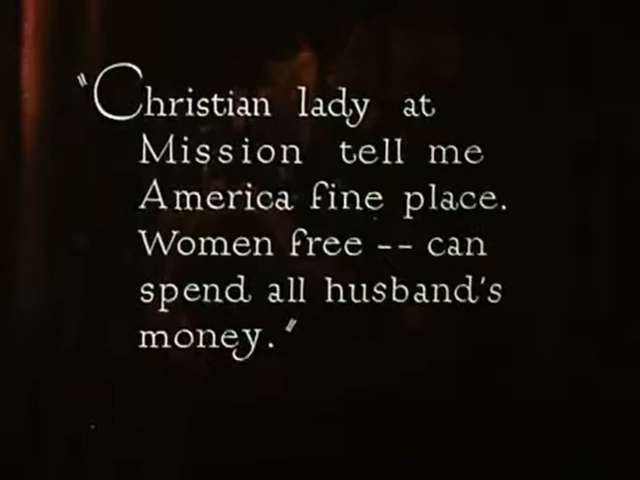 "Christian lady at
Mission tell me
America fine place.
Women free -- can
spend all husband's
money."